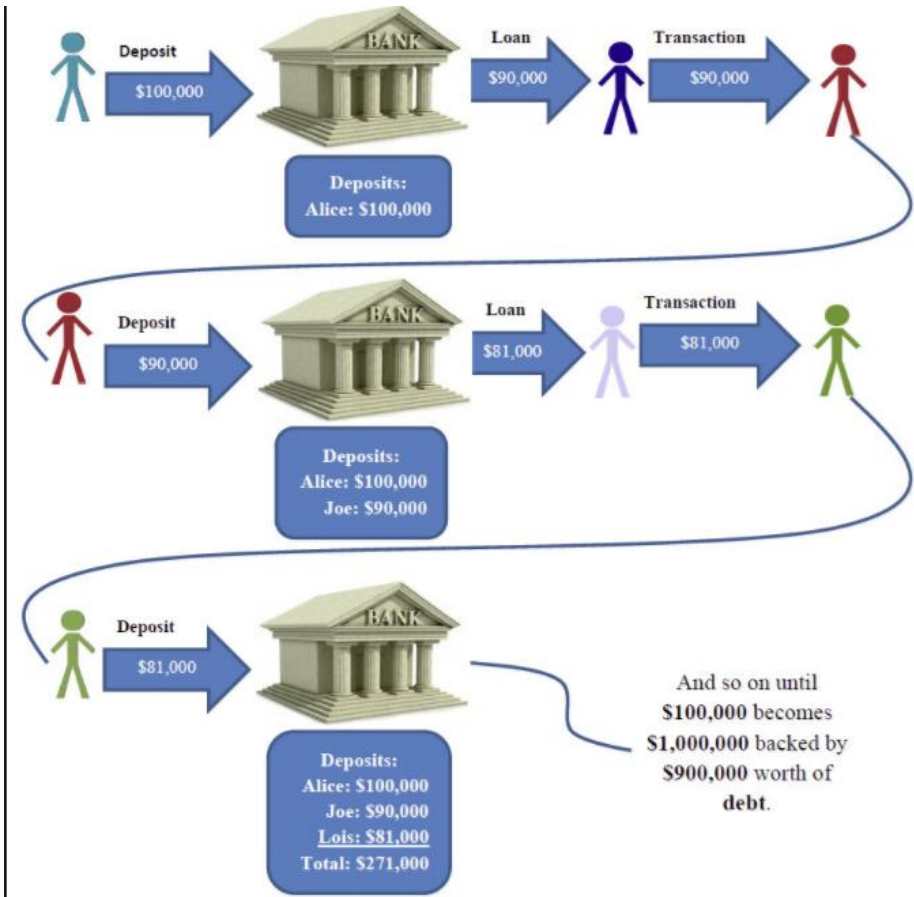 Deposit
$100,000
BANK
Loan
$90,000
Transaction
$90,000
Deposits:
Alice: $100,000
Deposit
$90,000
BANK
Loan
$81,000
Transaction
$81,000
Deposits:
Alice: $100,000
Joe: $90,000
Deposit
$81,000
BANK
Deposits:
Alice: $100,000
Joe: $90,000
Lois: $81,000
Total: $271,000
And so on until
$100,000 becomes
$1,000,000 backed by
$900,000 worth of
debt.